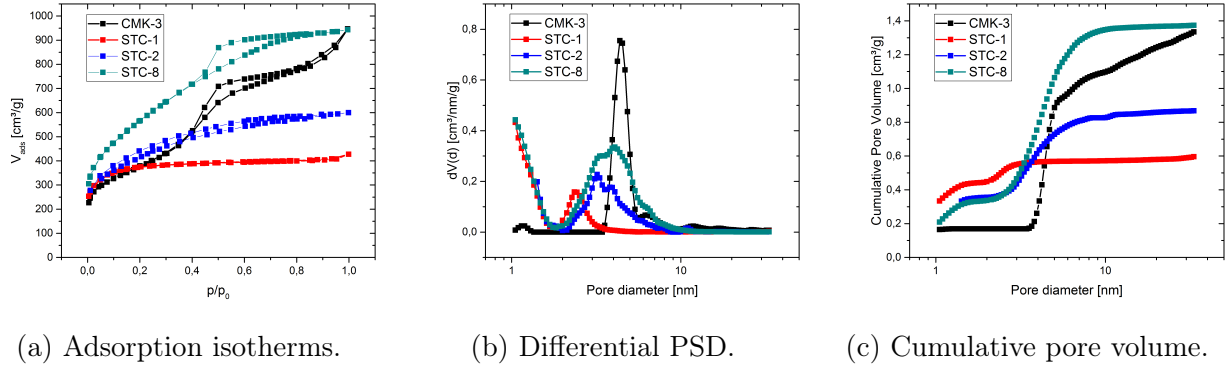 1000
900
800
700
600
500
400
300
200
100
0
V_ads [cm³/g]
CMK-3
STC-1
STC-2
STC-8
0,0 0,2 0,4 0,6 0,8 1,0
p/p₀
0,8
0,6
0,4
0,2
0,0
dV(d) [cm³/nm/g]
CMK-3
STC-1
STC-2
STC-8
1 10
Pore diameter [nm]
1,4
1,2
1,0
0,8
0,6
0,4
0,2
0,0
Cumulative Pore Volume [cm³/g]
CMK-3
STC-1
STC-2
STC-8
1 10
Pore diameter [nm]
(a) Adsorption isotherms.
(b) Differential PSD.
(c) Cumulative pore volume.